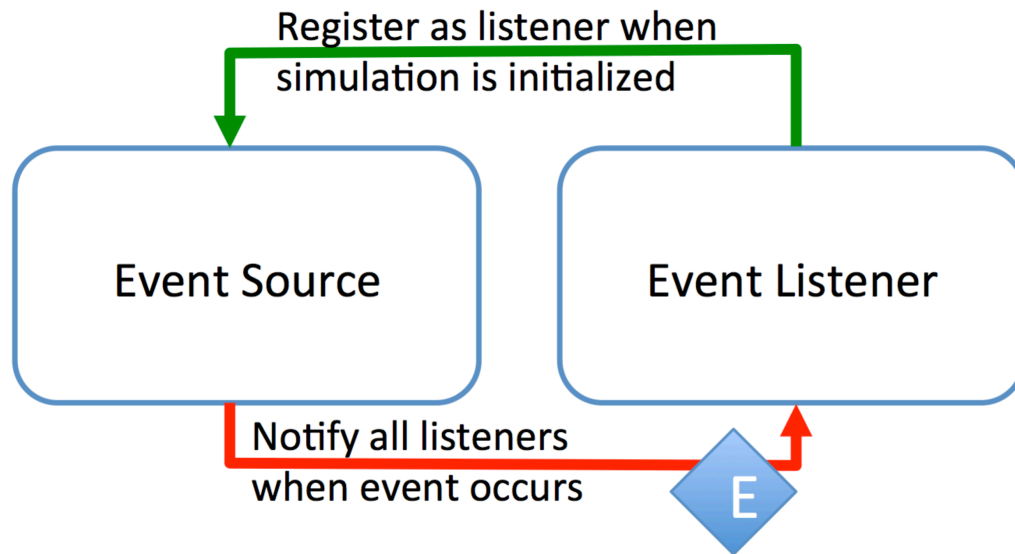 Register as listener when
simulation is initialized
Event Source
Event Listener
Notify all listeners
when event occurs
E